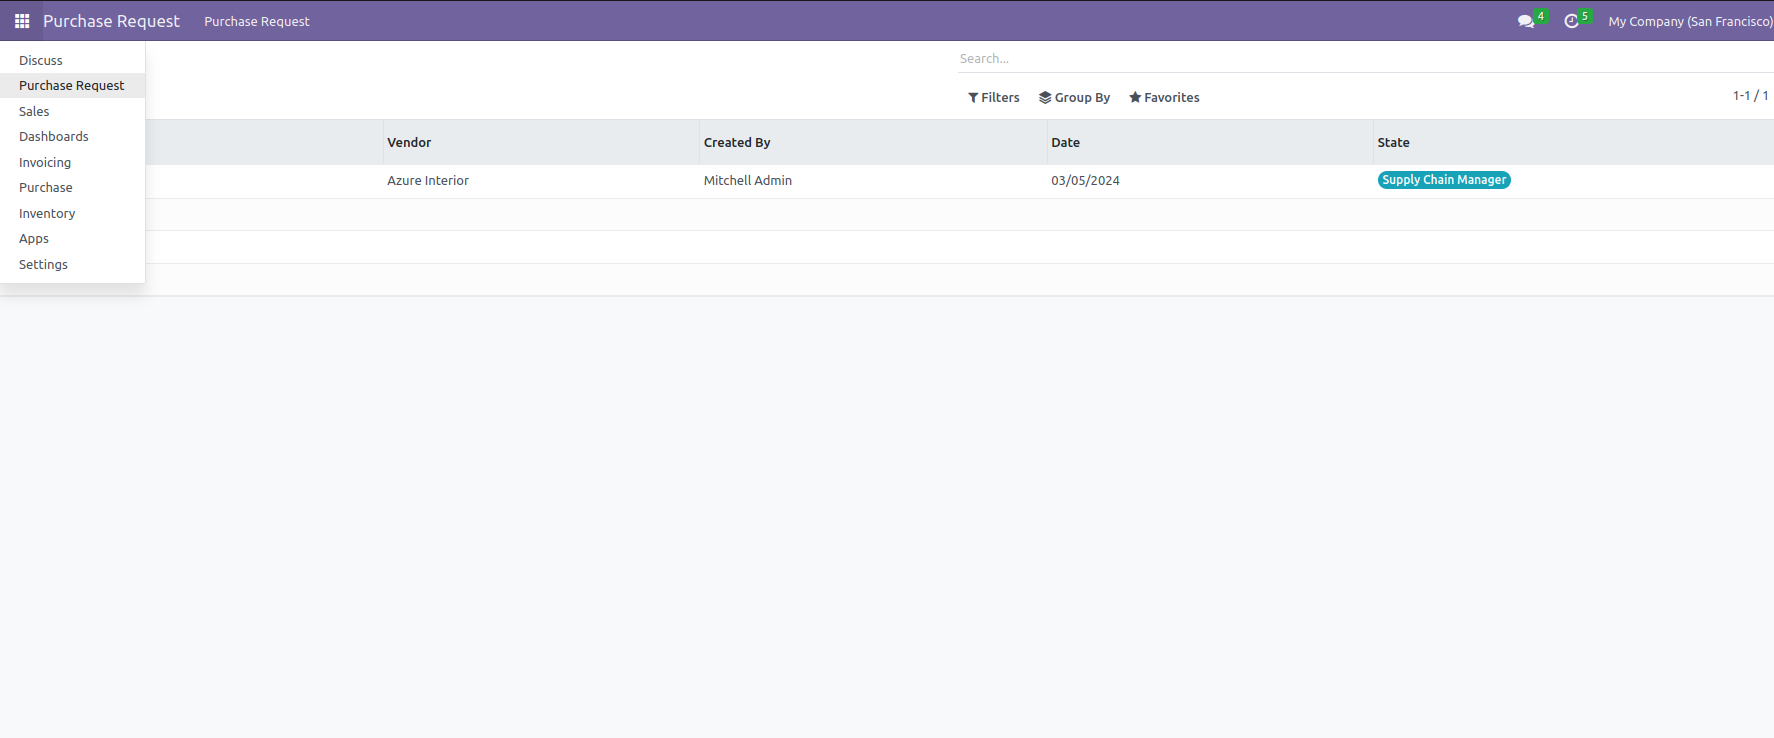 Purchase Request Purchase Request 4 5 My Company (San Francisco)
Discuss
Purchase Request
Sales
Dashboards
Invoicing
Purchase
Inventory
Apps
Settings
Search...
Filters Group By Favorites 1-1 / 1
Vendor Created By Date State
Azure Interior Mitchell Admin 03/05/2024 Supply Chain Manager